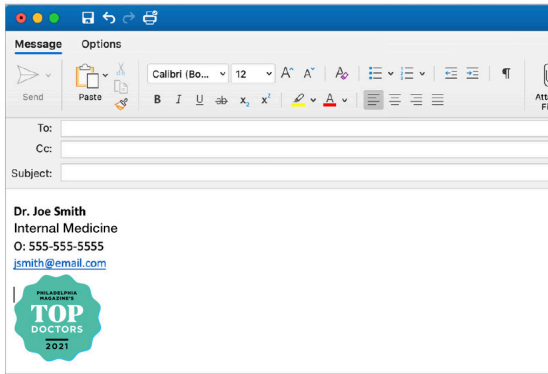 Message Options
Calibri (Bo... 12 A A
Send Paste B I U ab x₂ x² A
To:
Cc:
Subject:
Dr. Joe Smith
Internal Medicine
O: 555-555-5555
jsmith@email.com
PHILADELPHIA
MAGAZINE'S
TOP
DOCTORS
2021